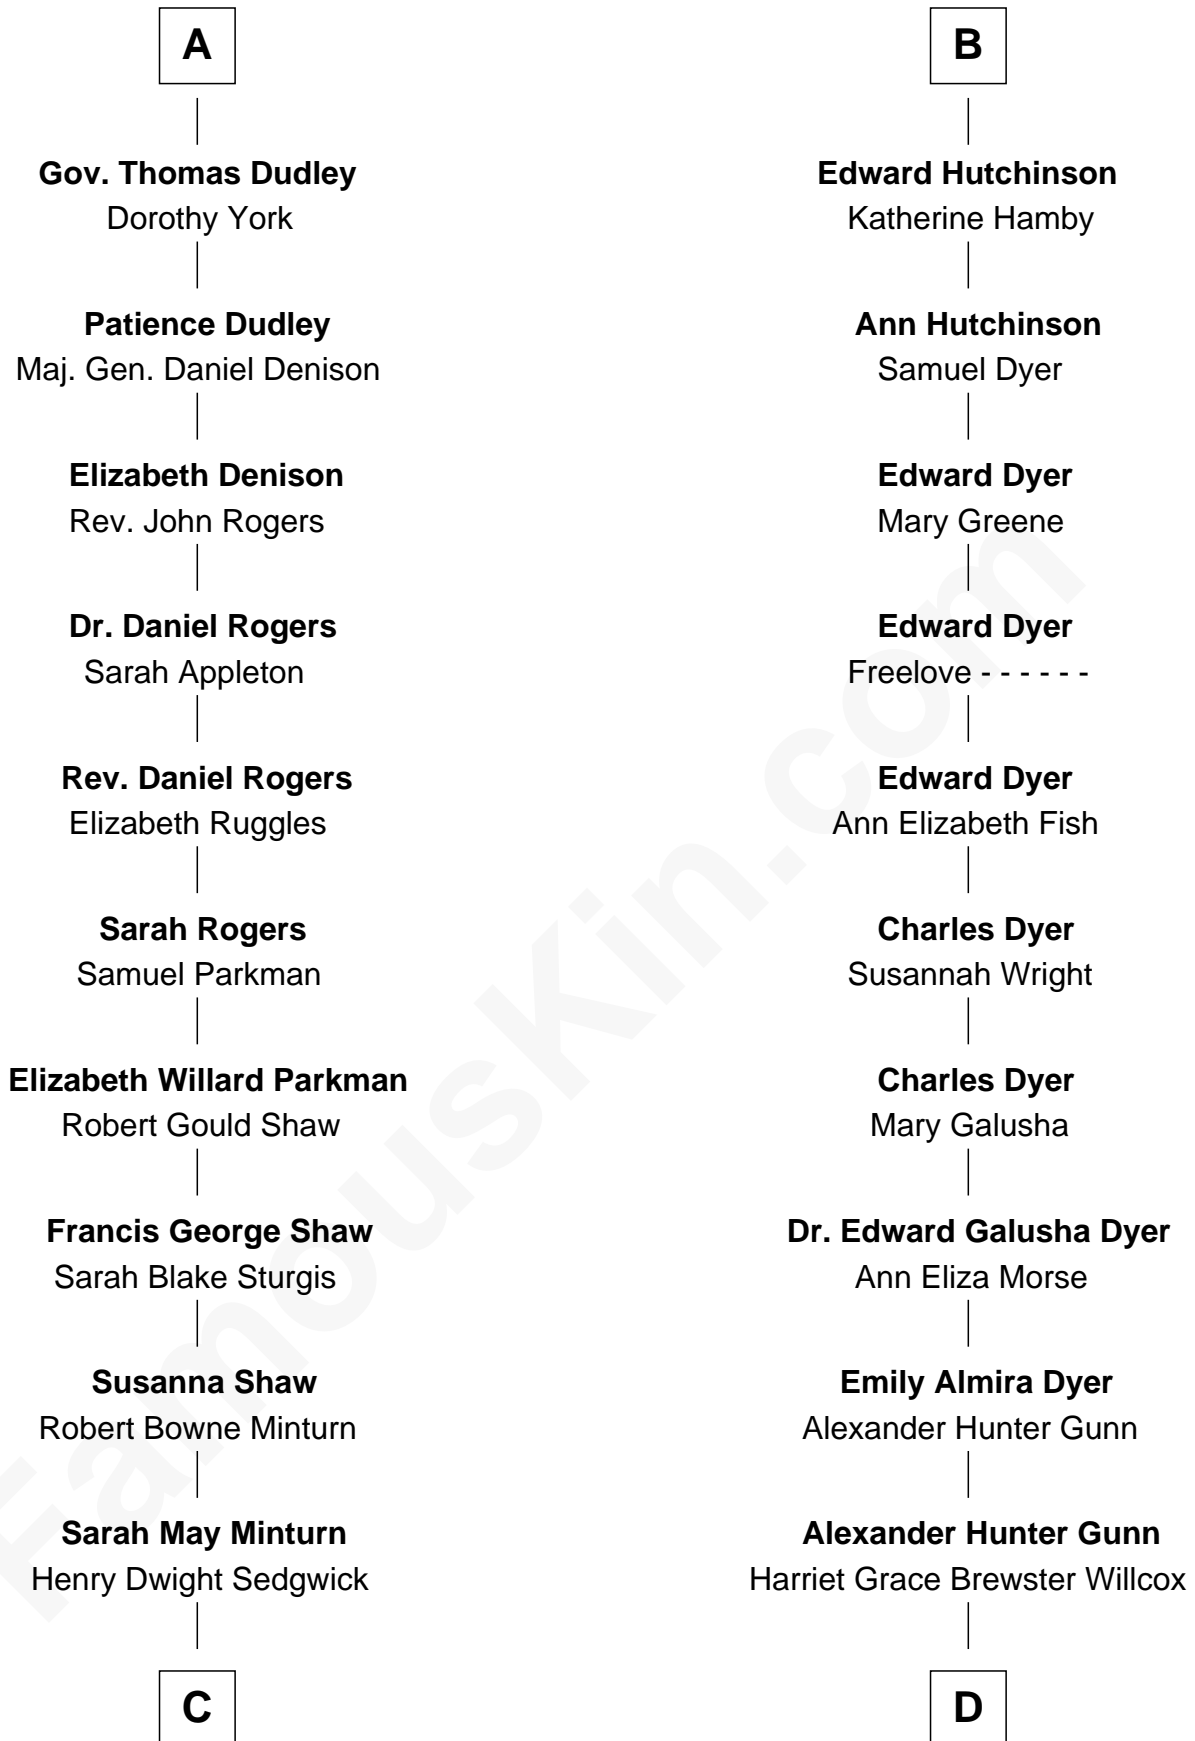 A
Gov. Thomas Dudley
Dorothy York
Patience Dudley
Maj. Gen. Daniel Denison
Elizabeth Denison
Rev. John Rogers
Dr. Daniel Rogers
Sarah Appleton
Rev. Daniel Rogers
Elizabeth Ruggles
Sarah Rogers
Samuel Parkman
Elizabeth Willard Parkman
Robert Gould Shaw
Francis George Shaw
Sarah Blake Sturgis
Susanna Shaw
Robert Bowne Minturn
Sarah May Minturn
Henry Dwight Sedgwick
C
B
Edward Hutchinson
Katherine Hamby
Ann Hutchinson
Samuel Dyer
Edward Dyer
Mary Greene
Edward Dyer
Freelove - - - - - -
Edward Dyer
Ann Elizabeth Fish
Charles Dyer
Susannah Wright
Charles Dyer
Mary Galusha
Dr. Edward Galusha Dyer
Ann Eliza Morse
Emily Almira Dyer
Alexander Hunter Gunn
Alexander Hunter Gunn
Harriet Grace Brewster Willcox
D
FamousKin.com